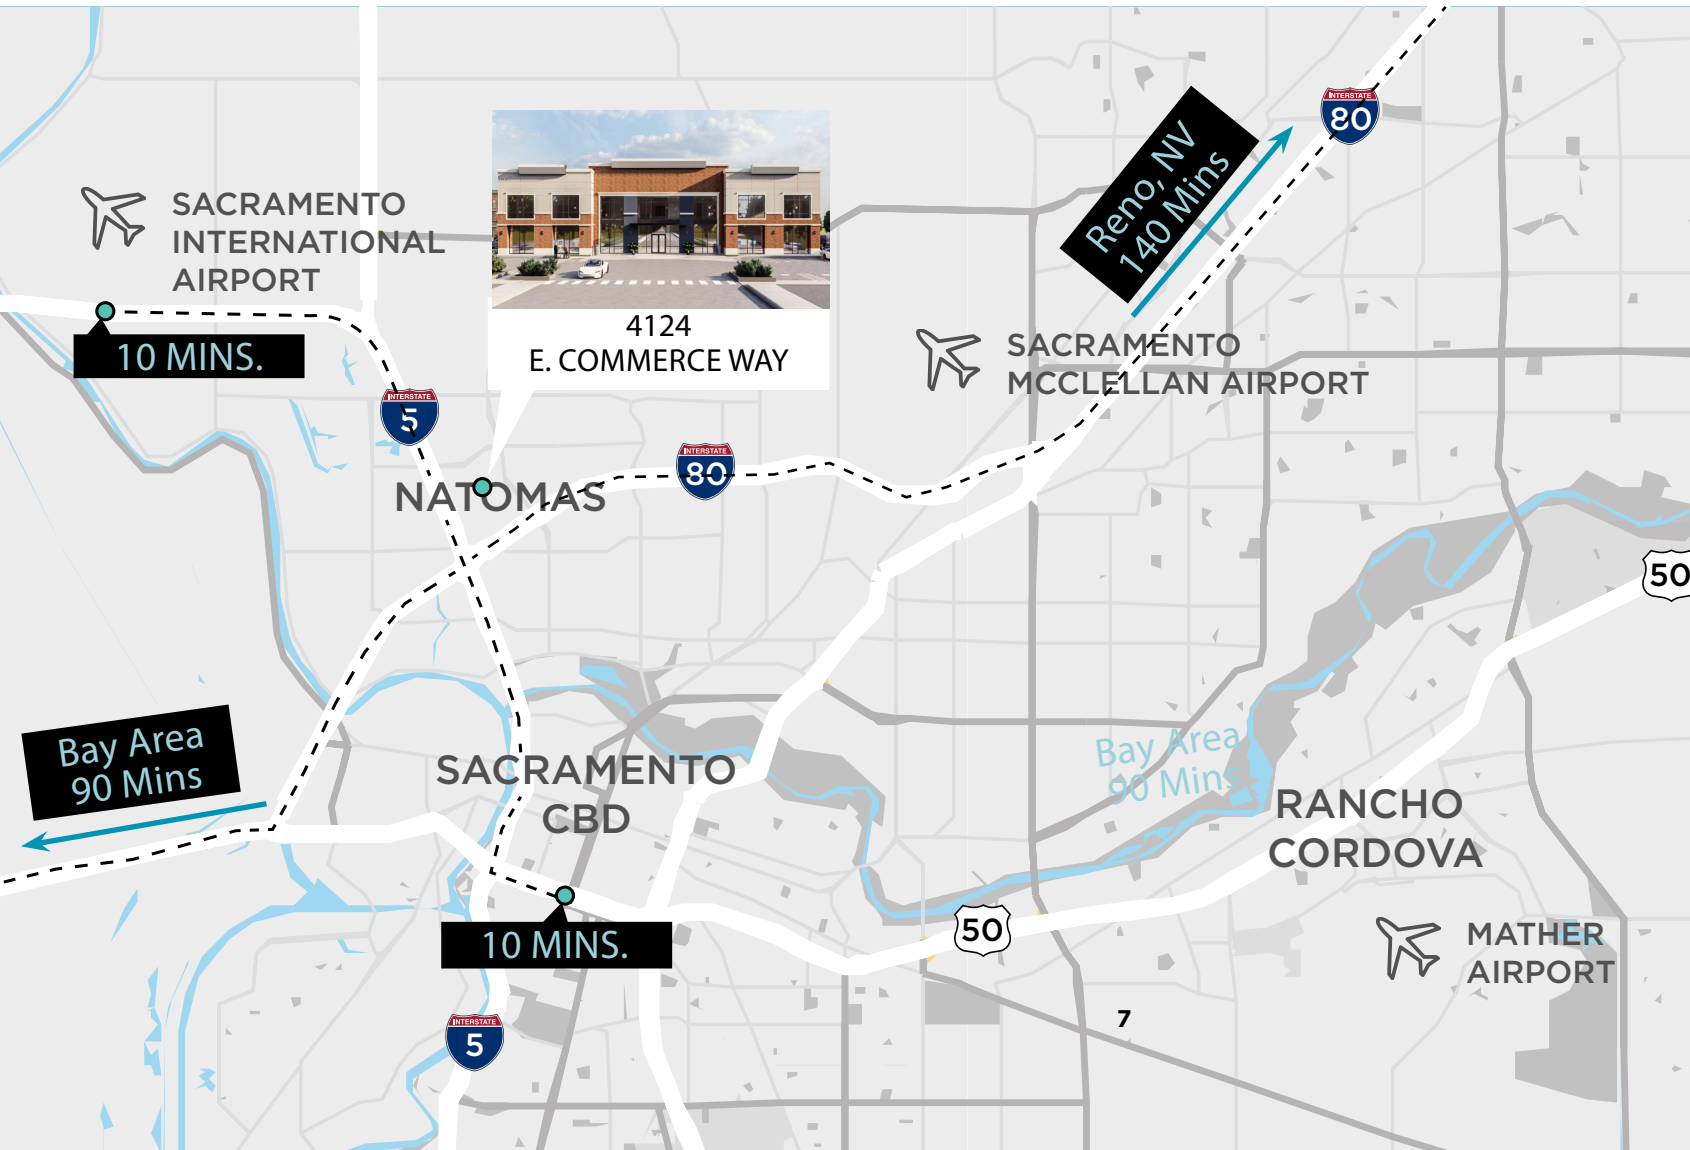 INTERSTATE
80
Reno, NV
140 Mins
SACRAMENTO
INTERNATIONAL
AIRPORT
10 MINS.
4124
E. COMMERCE WAY
SACRAMENTO
MCCLELLAN AIRPORT
INTERSTATE
5
INTERSTATE
80
NATOMAS
50
Bay Area
90 Mins
SACRAMENTO
CBD
Bay Area
90 Mins
RANCHO
CORDOVA
10 MINS.
50
MATHER
AIRPORT
7
INTERSTATE
5